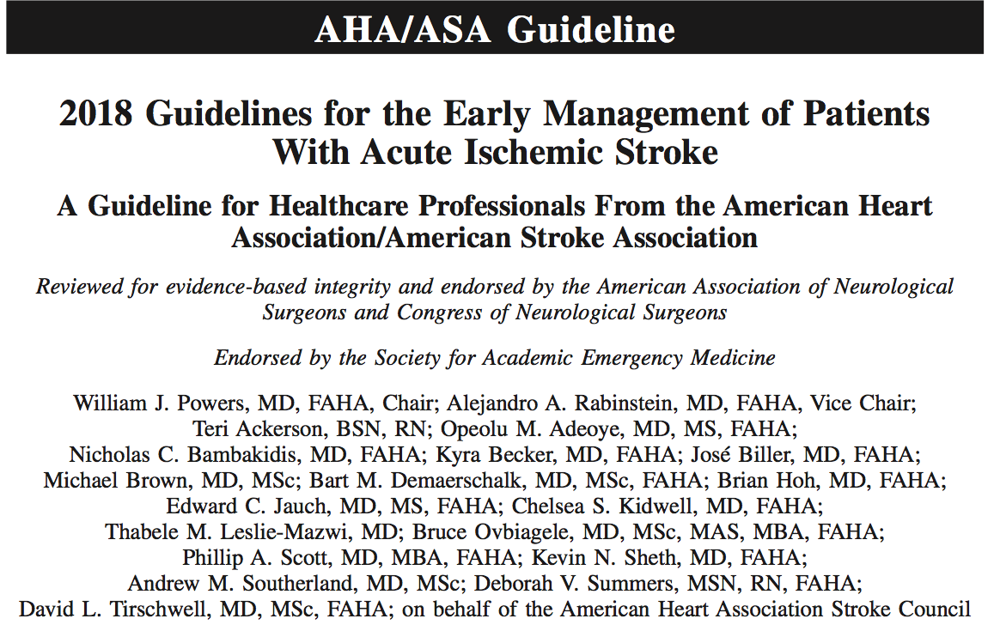 AHA/ASA Guideline
2018 Guidelines for the Early Management of Patients
With Acute Ischemic Stroke
A Guideline for Healthcare Professionals From the American Heart
Association/American Stroke Association
Reviewed for evidence-based integrity and endorsed by the American Association of Neurological
Surgeons and Congress of Neurological Surgeons
Endorsed by the Society for Academic Emergency Medicine
William J. Powers, MD, FAHA, Chair; Alejandro A. Rabinstein, MD, FAHA, Vice Chair;
Teri Ackerson, BSN, RN; Opeolu M. Adeoye, MD, MS, FAHA;
Nicholas C. Bambakidis, MD, FAHA; Kyra Becker, MD, FAHA; José Biller, MD, FAHA;
Michael Brown, MD, MSc; Bart M. Demaerschalk, MD, MSc, FAHA; Brian Hoh, MD, FAHA;
Edward C. Jauch, MD, MS, FAHA; Chelsea S. Kidwell, MD, FAHA;
Thabele M. Leslie-Mazwi, MD; Bruce Ovbiagele, MD, MSc, MAS, MBA, FAHA;
Phillip A. Scott, MD, MBA, FAHA; Kevin N. Sheth, MD, FAHA;
Andrew M. Southerland, MD, MSc; Deborah V. Summers, MSN, RN, FAHA;
David L. Tirschwell, MD, MSc, FAHA; on behalf of the American Heart Association Stroke Council